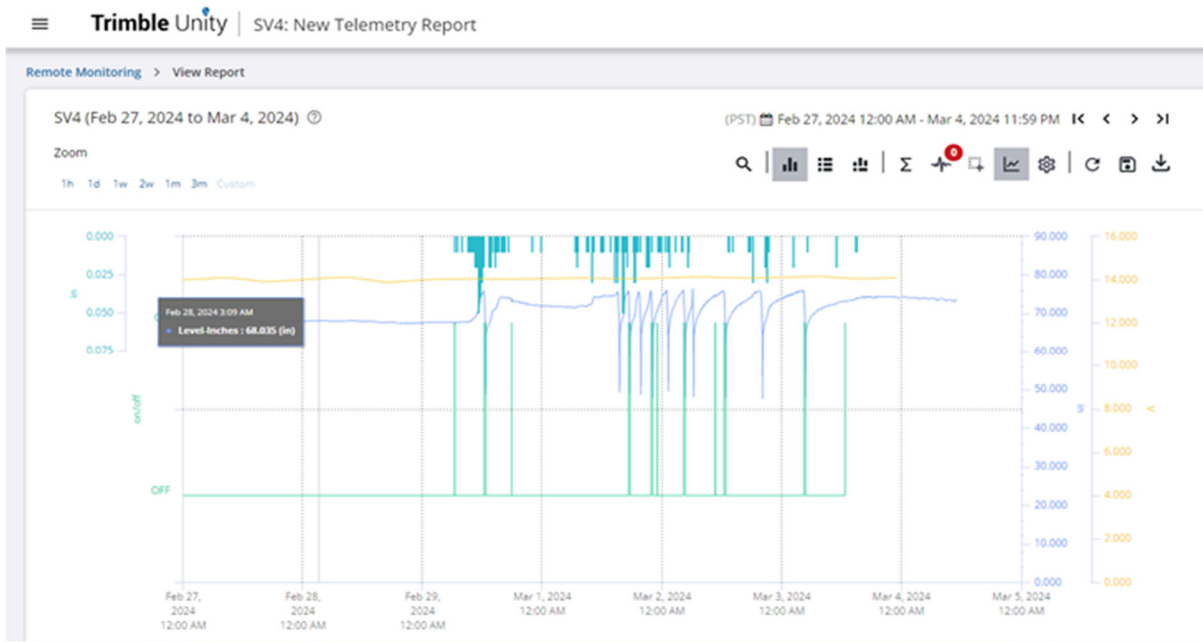 Trimble Unity | SV4: New Telemetry Report
Remote Monitoring > View Report
SV4 (Feb 27, 2024 to Mar 4, 2024)
(PST) Feb 27, 2024 12:00 AM - Mar 4, 2024 11:59 PM
Zoom
1h 1d 1w 2w 1m 3m Custom
0
0.000
0.025
0.050
0.075
in
Feb 28, 2024 3:09 AM
Level-Inches : 68.035 (in)
on/off
OFF
90.000
80.000
70.000
60.000
50.000
40.000
30.000
20.000
10.000
0.000
in
16.000
14.000
12.000
10.000
8.000
6.000
4.000
2.000
0.000
V
Feb 27,
2024
12:00 AM
Feb 28,
2024
12:00 AM
Feb 29,
2024
12:00 AM
Mar 1, 2024
12:00 AM
Mar 2, 2024
12:00 AM
Mar 3, 2024
12:00 AM
Mar 4, 2024
12:00 AM
Mar 5, 2024
12:00 AM